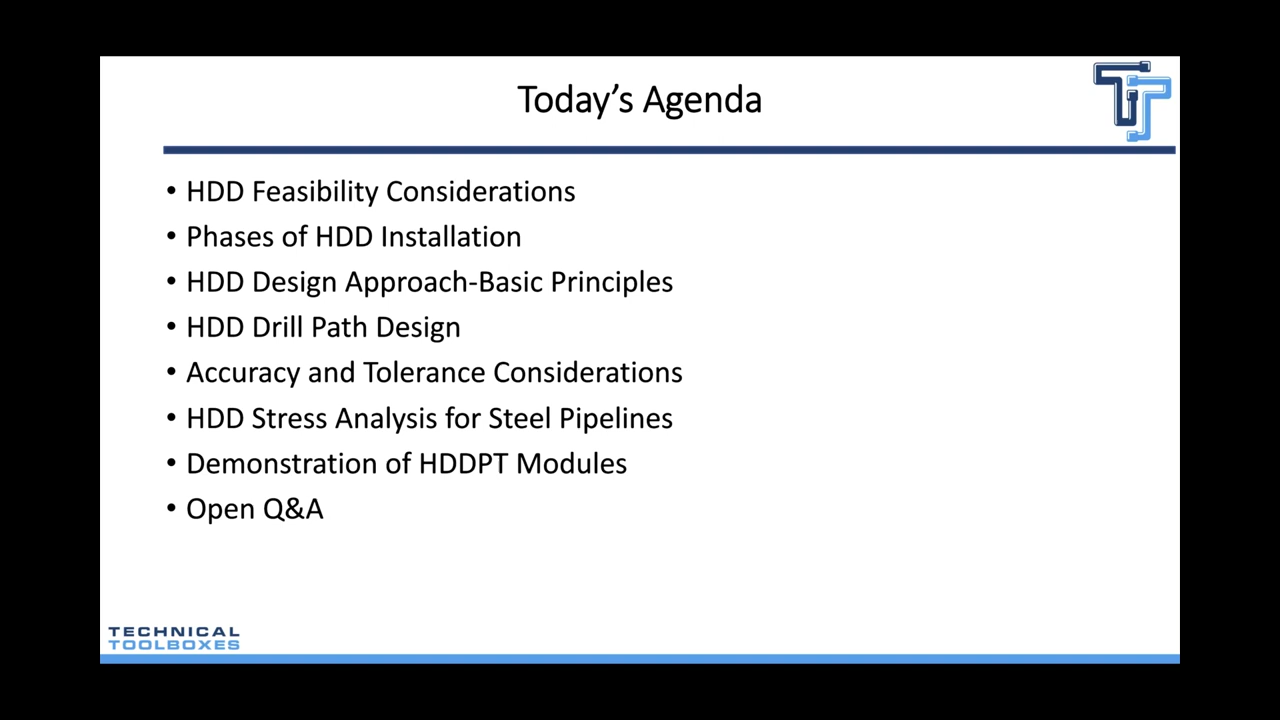 Today’s Agenda
• HDD Feasibility Considerations
• Phases of HDD Installation
• HDD Design Approach-Basic Principles
• HDD Drill Path Design
• Accuracy and Tolerance Considerations
• HDD Stress Analysis for Steel Pipelines
• Demonstration of HDDPT Modules
• Open Q&A
TECHNICAL
TOOLBOXES